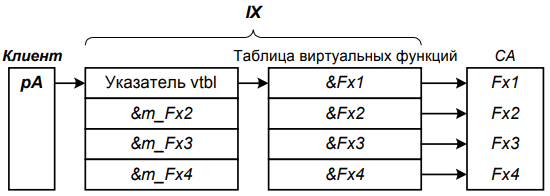 IX
Клиент Таблица виртуальных функций CA
pA Указатель vtbl &Fx1 Fx1
&m_Fx2 &Fx2 Fx2
&m_Fx3 &Fx3 Fx3
&m_Fx4 &Fx4 Fx4